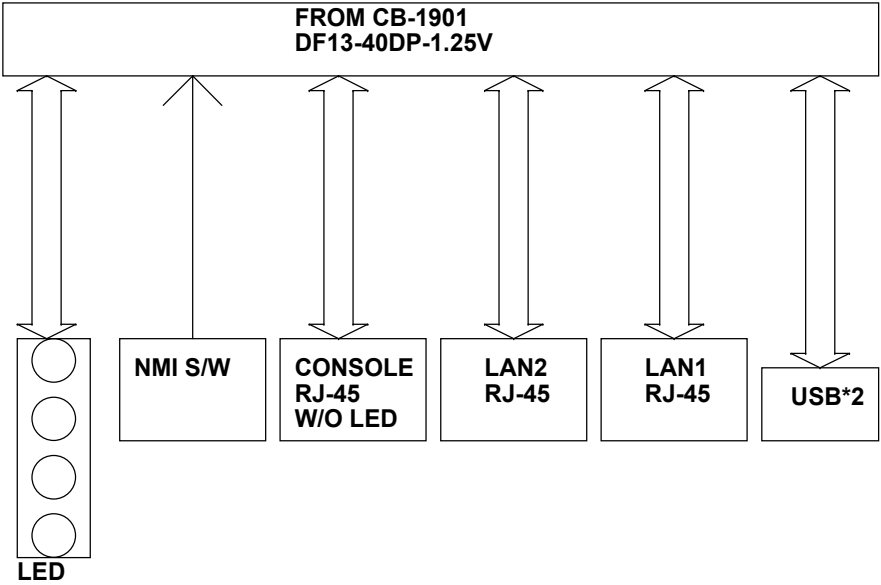 FROM CB-1901
DF13-40DP-1.25V
NMI S/W
CONSOLE
RJ-45
W/O LED
LAN2
RJ-45
LAN1
RJ-45
USB*2
LED